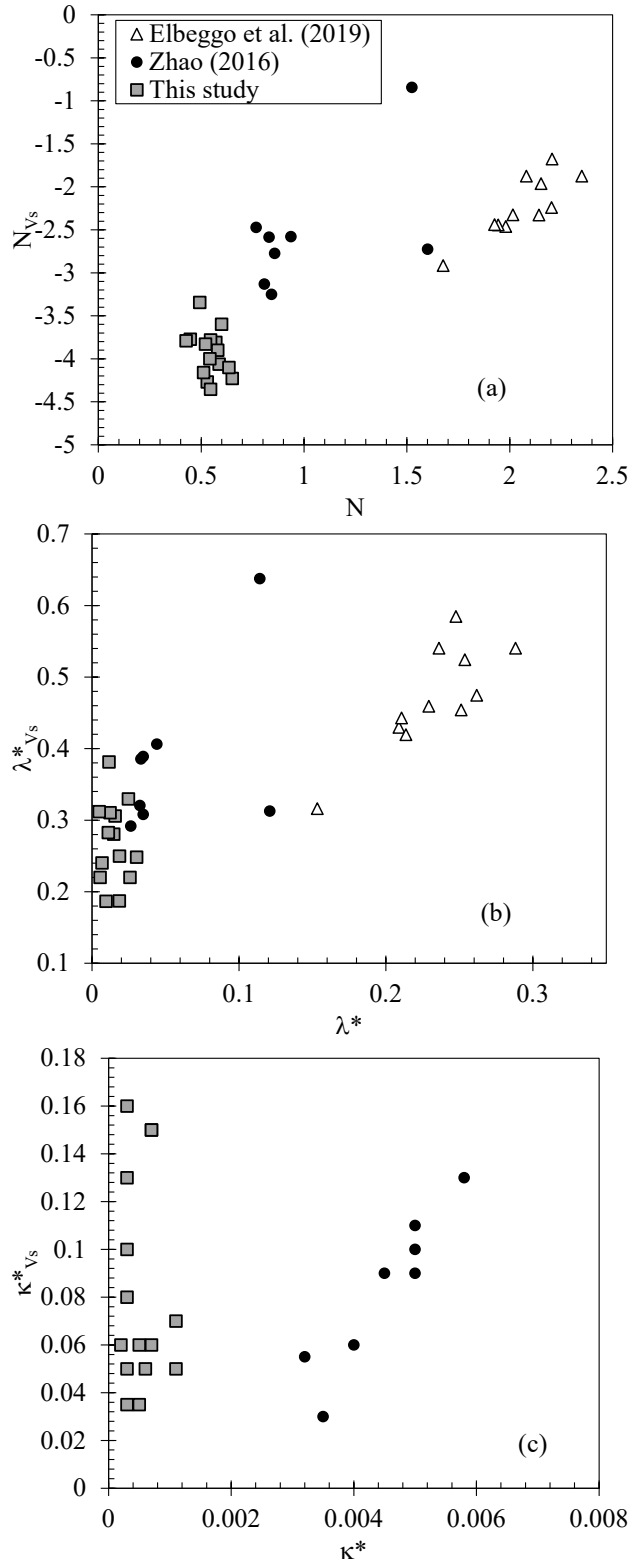 0
-0.5
-1
-1.5
-2
-2.5
-3
-3.5
-4
-4.5
-5
N_Vs
Elbeggo et al. (2019)
Zhao (2016)
This study
(a)
0 0.5 1 1.5 2 2.5
N
0.7
0.6
0.5
0.4
0.3
0.2
0.1
λ*_Vs
(b)
0 0.1 0.2 0.3
λ*
0.18
0.16
0.14
0.12
0.1
0.08
0.06
0.04
0.02
0
κ*_Vs
(c)
0 0.002 0.004 0.006 0.008
κ*